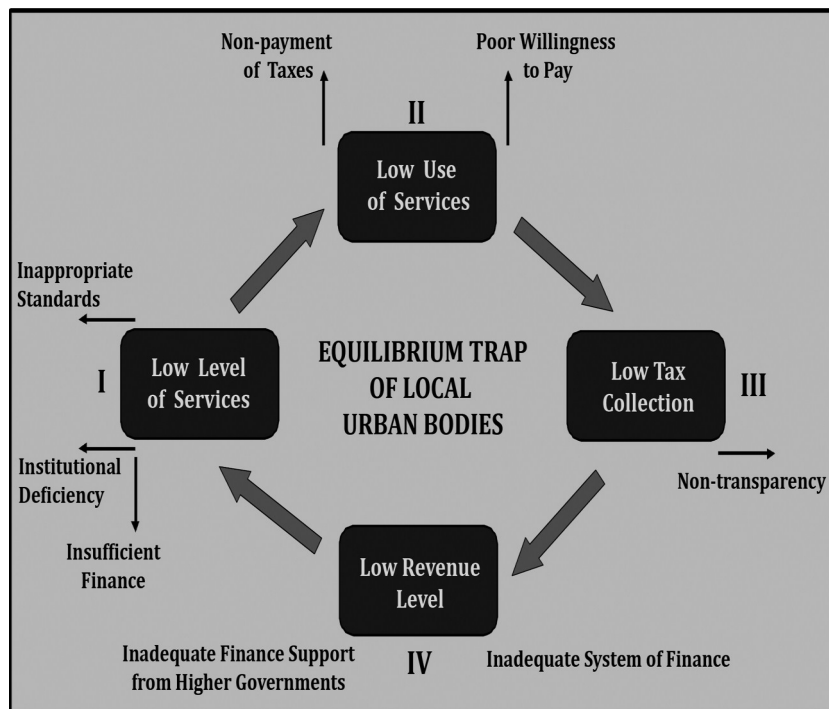 Non-payment
of Taxes
Poor Willingness
to Pay
II
Low Use
of Services
Inappropriate
Standards
I
Low Level
of Services
EQUILIBRIUM TRAP
OF LOCAL
URBAN BODIES
Low Tax
Collection
III
Institutional
Deficiency
Non-transparency
Insufficient
Finance
Low Revenue
Level
Inadequate Finance Support
from Higher Governments
IV
Inadequate System of Finance